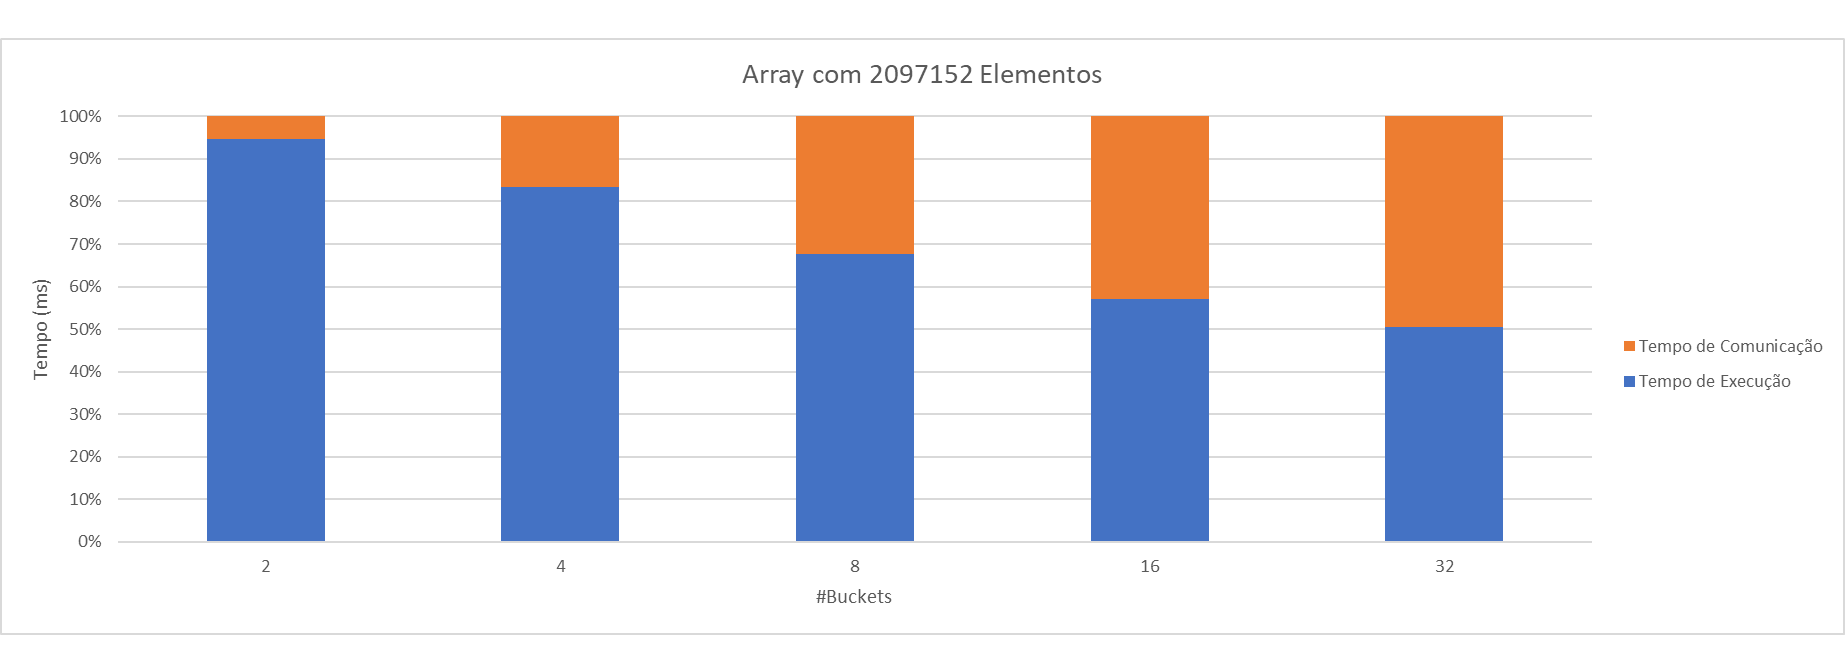 Array com 2097152 Elementos
100%
90%
80%
70%
60%
50%
40%
30%
20%
10%
0%
Tempo (ms)
2 4 8 16 32
#Buckets
Tempo de Comunicação
Tempo de Execução